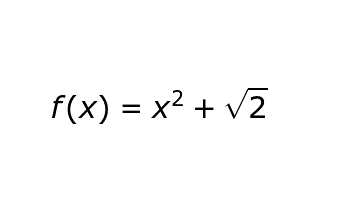 f(x) = x² + √2